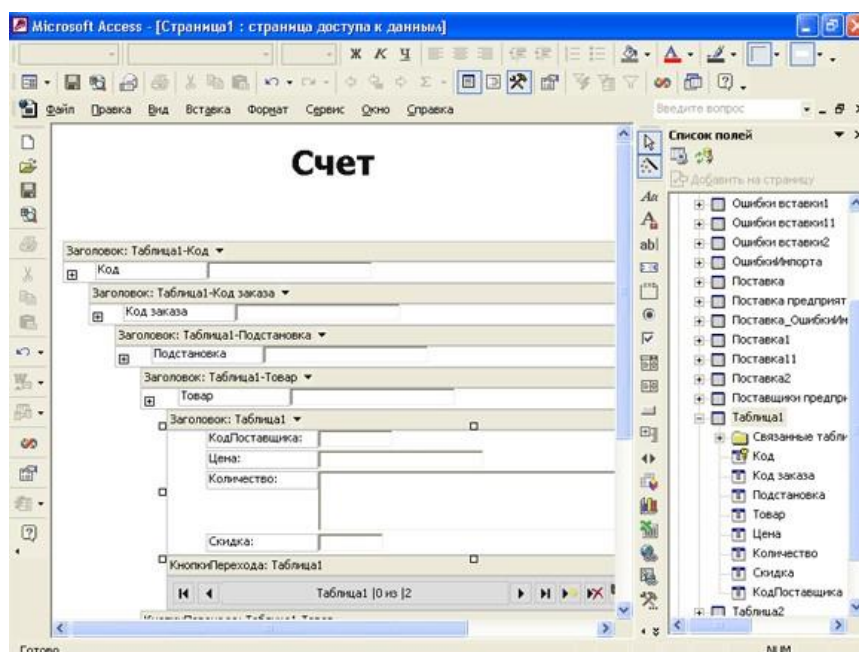 Microsoft Access - [Страница1 : страница доступа к данным]
Ж К Ч
Файл Правка Вид Вставка Формат Сервис Окно Справка
Введите вопрос
Список полей
Добавить на страницу
Счет
Заголовок: Таблица1-Код
Код
Заголовок: Таблица1-Код заказа
Код заказа
Заголовок: Таблица1-Подстановка
Подстановка
Заголовок: Таблица1-Товар
Товар
Заголовок: Таблица1
КодПоставщика:
Цена:
Количество:
Скидка:
КнопкиПерехода: Таблица1
Таблица1 |0 из |2
Aa
A
ab|
Ошибки вставки1
Ошибки вставки11
Ошибки вставки2
ОшибкиИмпорта
Поставка
Поставка предприят
Поставка_ОшибкиИм
Поставка1
Поставка11
Поставка2
Поставщики предпри
Таблица1
Связанные табли
Код
Код заказа
Подстановка
Товар
Цена
Количество
Скидка
КодПоставщика
Таблица2
Готово
NUM